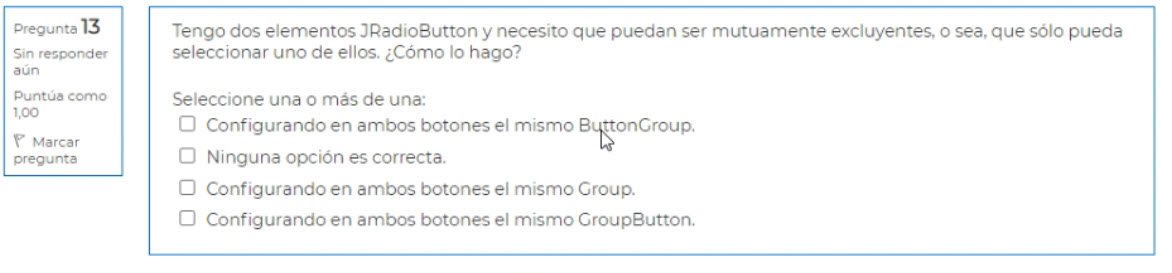 Pregunta 13
Sin responder
aún
Puntúa como
1,00
Marcar
pregunta
Tengo dos elementos JRadioButton y necesito que puedan ser mutuamente excluyentes, o sea, que sólo pueda
seleccionar uno de ellos. ¿Cómo lo hago?
Seleccione una o más de una:
Configurando en ambos botones el mismo ButtonGroup.
Ninguna opción es correcta.
Configurando en ambos botones el mismo Group.
Configurando en ambos botones el mismo GroupButton.